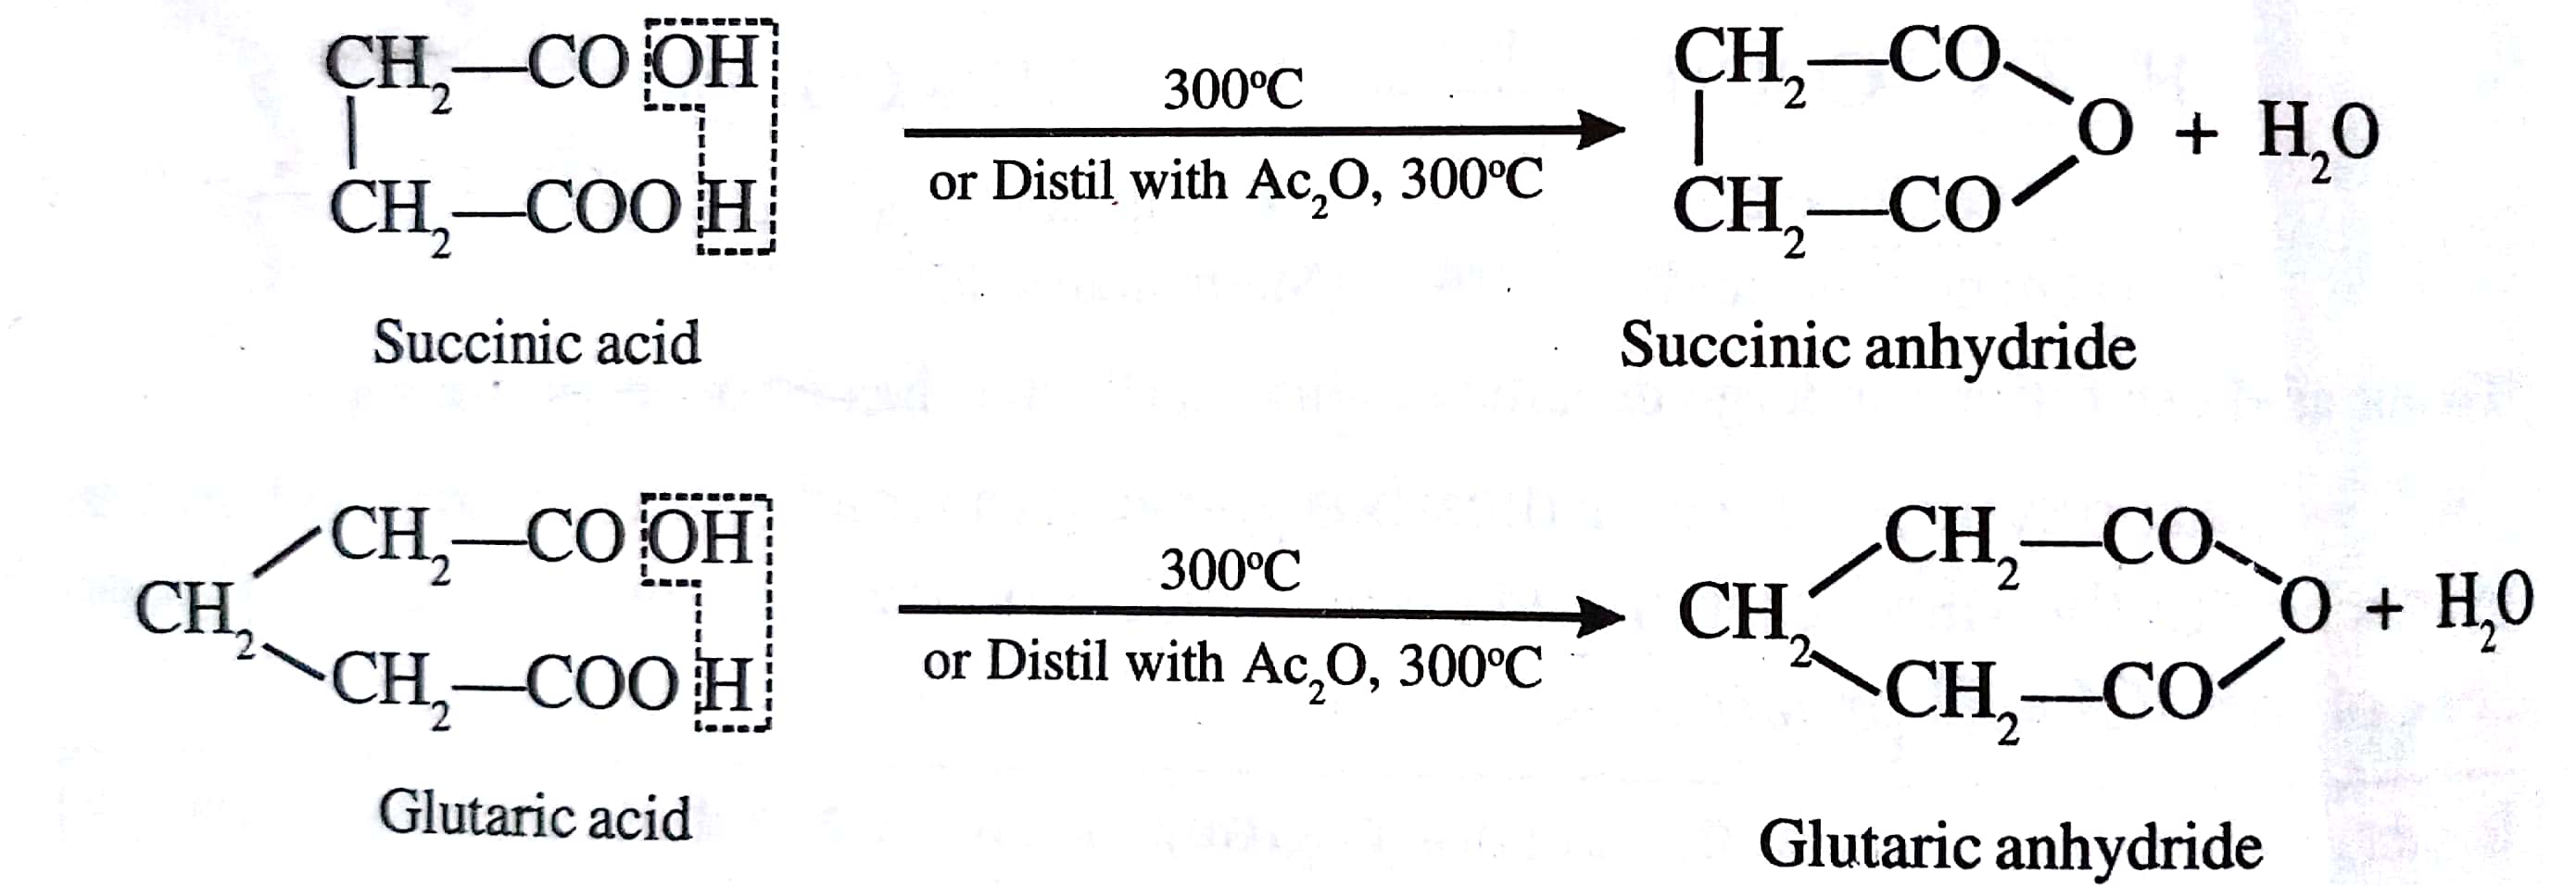 CH₂—CO OH
CH₂—COO H
300°C
or Distil with Ac₂O, 300°C
CH₂—CO
O + H₂O
CH₂—CO
Succinic acid
Succinic anhydride
CH₂—CO OH
CH₂
CH₂—COO H
300°C
or Distil with Ac₂O, 300°C
CH₂—CO
CH₂ O + H₂O
CH₂—CO
Glutaric acid
Glutaric anhydride